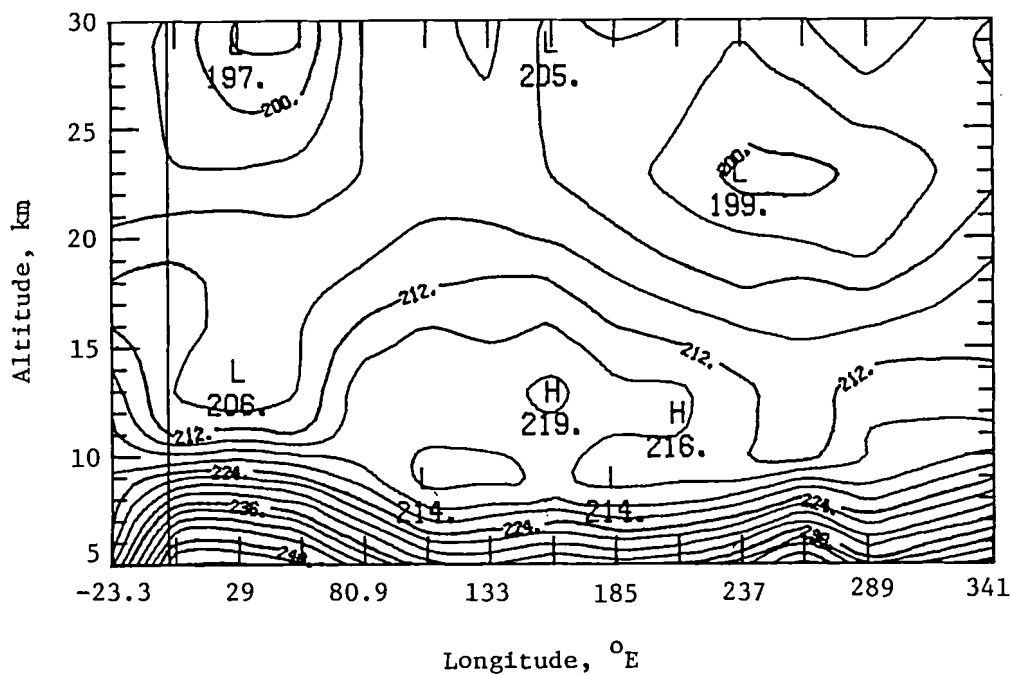 30
L
L
197.
205.
200.
25
200.
L
199.
Altitude, km
20
212.
15
212.
212.
L
206.
H
219.
H
216.
212.
10
224.
L
214.
L
214.
236.
224.
224.
5
-23.3 29 80.9 133 185 237 289 341
Longitude, °E